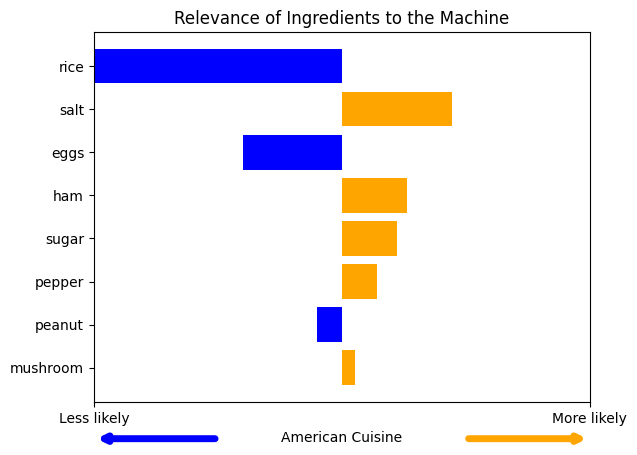 Relevance of Ingredients to the Machine
rice
salt
eggs
ham
sugar
pepper
peanut
mushroom
Less likely
More likely
American Cuisine